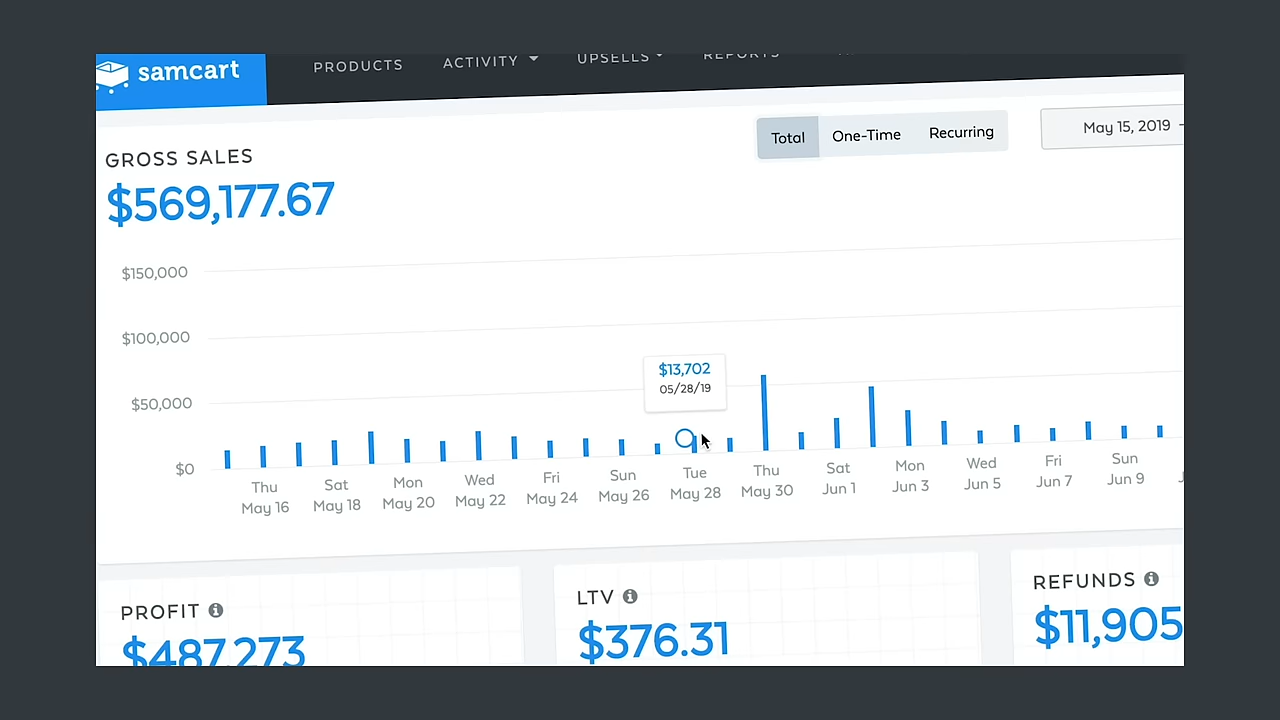 samcart
PRODUCTS
ACTIVITY
UPSELLS
REPORTS
GROSS SALES
$569,177.67
Total
One-Time
Recurring
May 15, 2019 -
$150,000
$100,000
$50,000
$0
$13,702
05/28/19
Thu
May 16
Sat
May 18
Mon
May 20
Wed
May 22
Fri
May 24
Sun
May 26
Tue
May 28
Thu
May 30
Sat
Jun 1
Mon
Jun 3
Wed
Jun 5
Fri
Jun 7
Sun
Jun 9
PROFIT
$487,273
LTV
$376.31
REFUNDS
$11,905